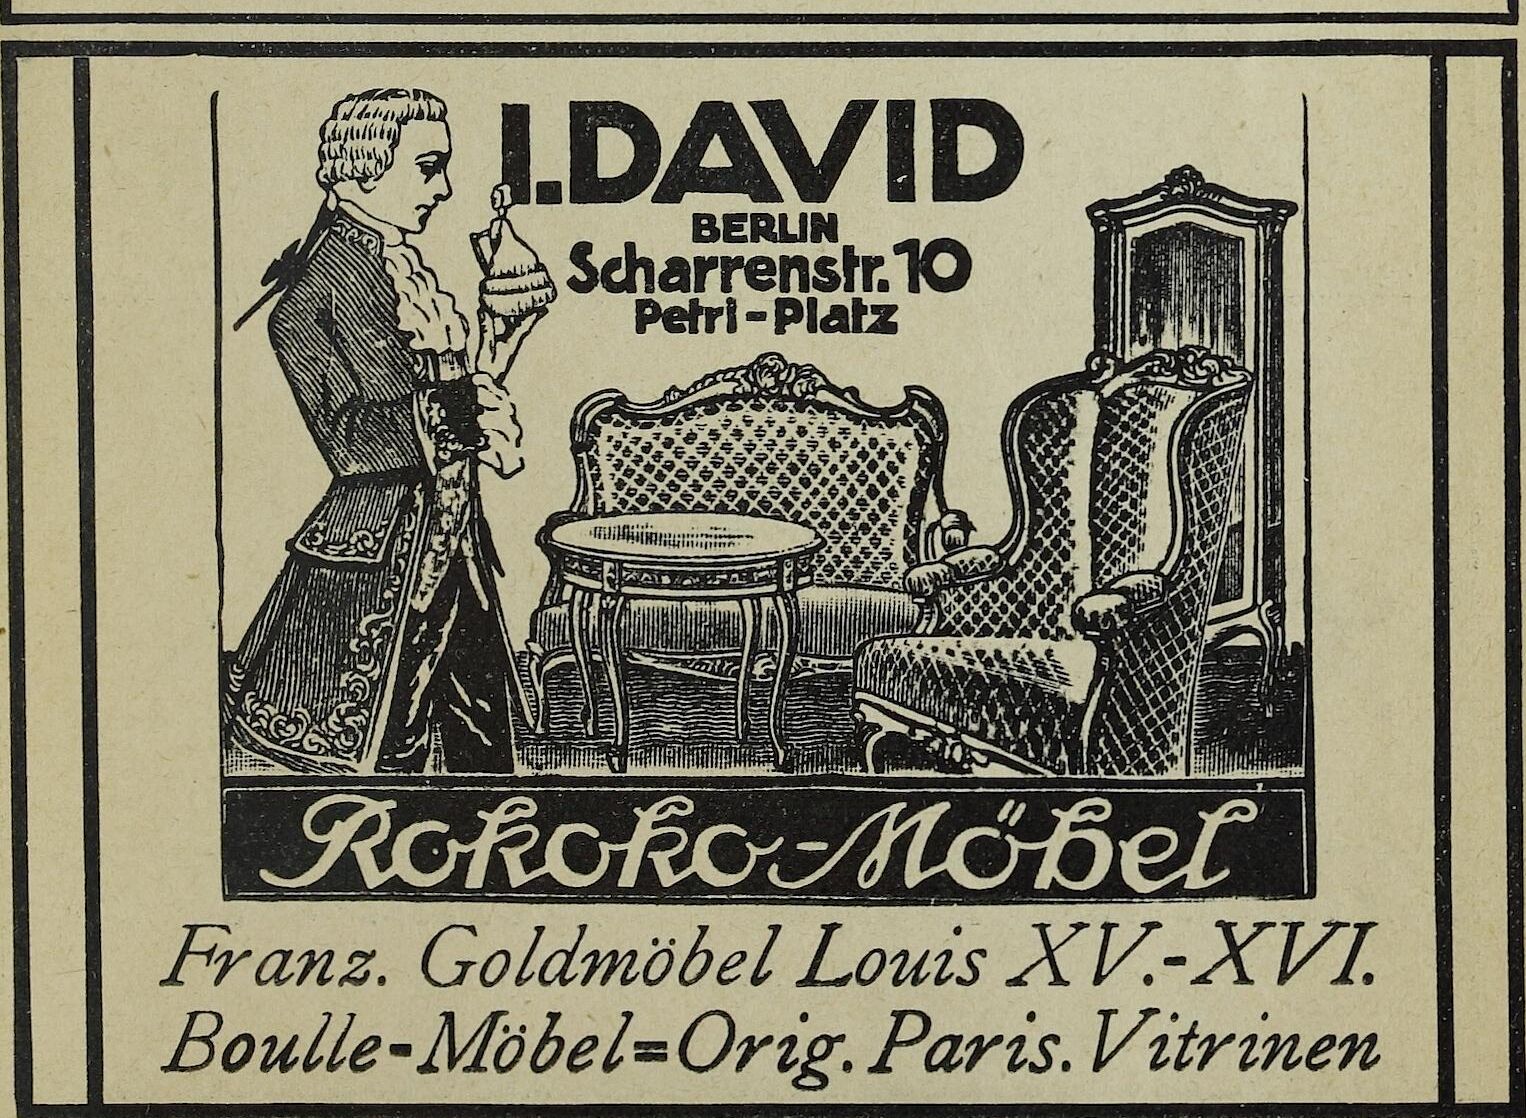 I. DAVID
BERLIN
Scharrenstr. 10
Petri-Platz
Rokoko-Möbel
Franz. Goldmöbel Louis XV.-XVI.
Boulle-Möbel=Orig. Paris. Vitrinen